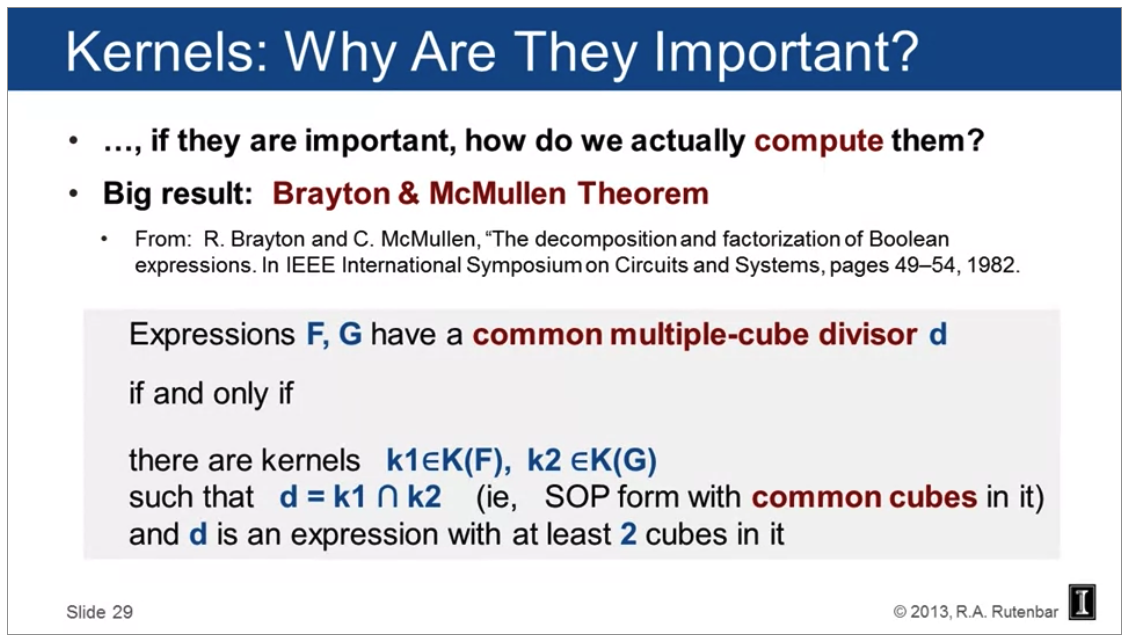 Kernels: Why Are They Important?
• …, if they are important, how do we actually compute them?
• Big result: Brayton & McMullen Theorem
• From: R. Brayton and C. McMullen, “The decomposition and factorization of Boolean
expressions. In IEEE International Symposium on Circuits and Systems, pages 49–54, 1982.
Expressions F, G have a common multiple-cube divisor d
if and only if
there are kernels k1∈K(F), k2 ∈K(G)
such that d = k1 ∩ k2 (ie, SOP form with common cubes in it)
and d is an expression with at least 2 cubes in it
Slide 29
© 2013, R.A. Rutenbar
I